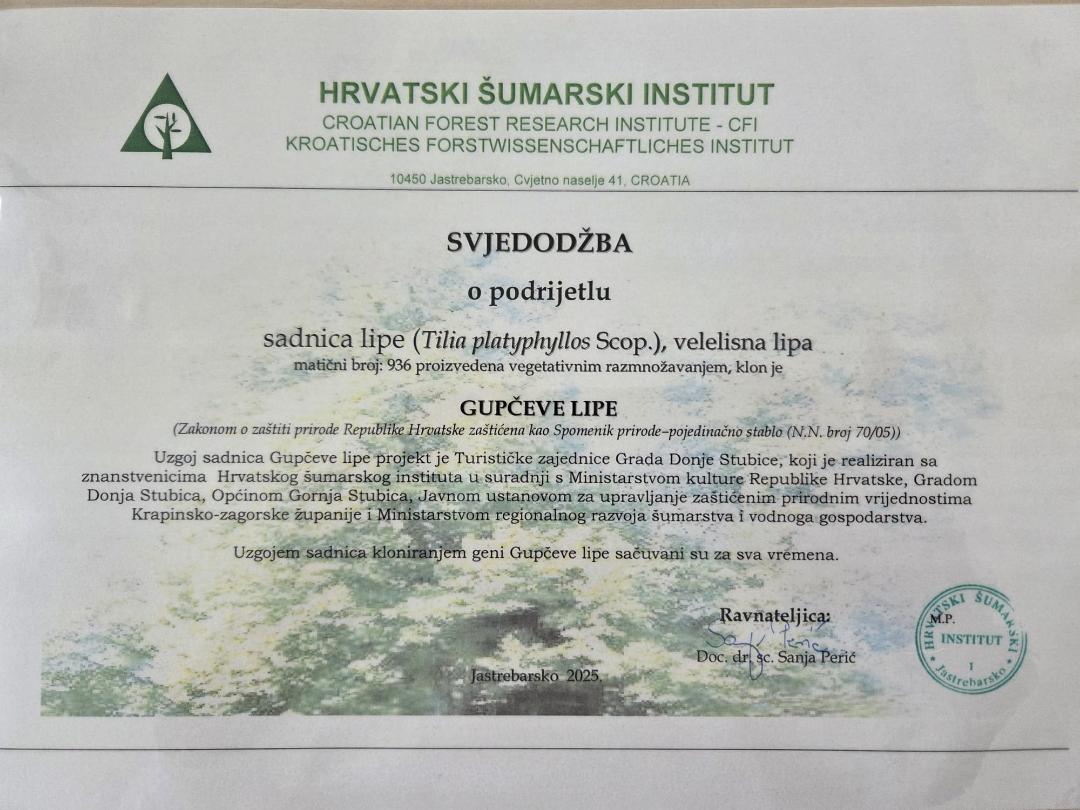 HRVATSKI ŠUMARSKI INSTITUT
CROATIAN FOREST RESEARCH INSTITUTE - CFI
KROATISCHES FORSTWISSENSCHAFTLICHES INSTITUT
10450 Jastrebarsko, Cvjetno naselje 41, CROATIA
SVJEDODŽBA
o podrijetlu
sadnica lipe (Tilia platyphyllos Scop.), velelisna lipa
matični broj: 936 proizvedena vegetativnim razmnožavanjem, klon je
GUPČEVE LIPE
(Zakonom o zaštiti prirode Republike Hrvatske zaštićena kao Spomenik prirode–pojedinačno stablo (N.N. broj 70/05))
Uzgoj sadnica Gupčeve lipe projekt je Turističke zajednice Grada Donje Stubice, koji je realiziran sa
znanstvenicima Hrvatskog šumarskog instituta u suradnji s Ministarstvom kulture Republike Hrvatske, Gradom
Donja Stubica, Općinom Gornja Stubica, Javnom ustanovom za upravljanje zaštićenim prirodnim vrijednostima
Krapinsko-zagorske županije i Ministarstvom regionalnog razvoja šumarstva i vodnoga gospodarstva.
Uzgojem sadnica kloniranjem geni Gupčeve lipe sačuvani su za sva vremena.
Ravnateljica:
Sanja Perić
Doc. dr. sc. Sanja Perić
Jastrebarsko 2025.
M.P.
HRVATSKI ŠUMARSKI
INSTITUT
1
Jastrebarsko